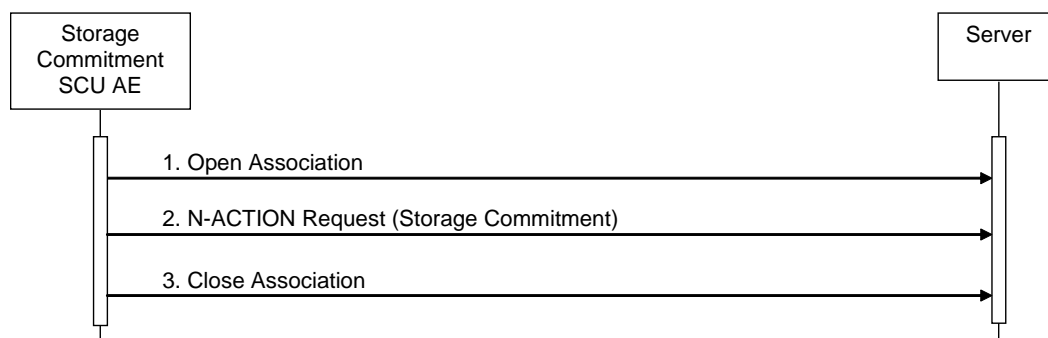 Storage
Commitment
SCU AE
Server
1. Open Association
2. N-ACTION Request (Storage Commitment)
3. Close Association